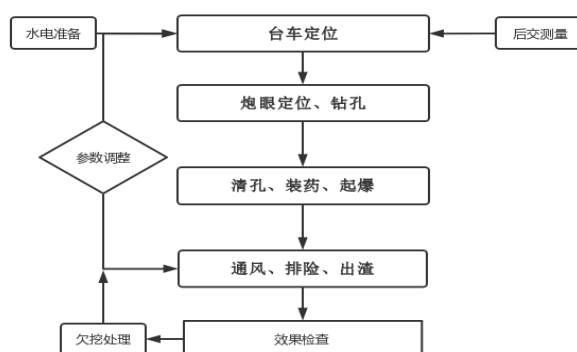 水电准备
台车定位
后交测量
炮眼定位、钻孔
参数调整
清孔、装药、起爆
通风、排险、出渣
欠挖处理
效果检查